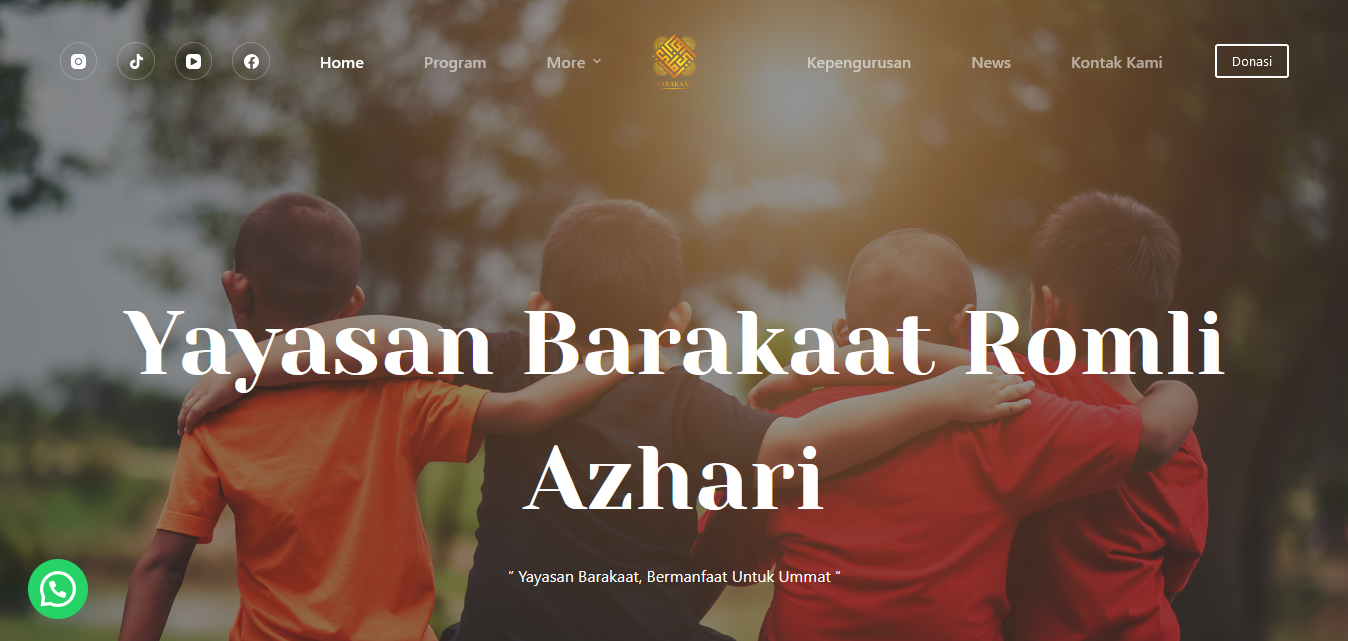 Home Program More BARAKAAT Kepengurusan News Kontak Kami Donasi
Yayasan Barakaat Romli
Azhari
“ Yayasan Barakaat, Bermanfaat Untuk Ummat “